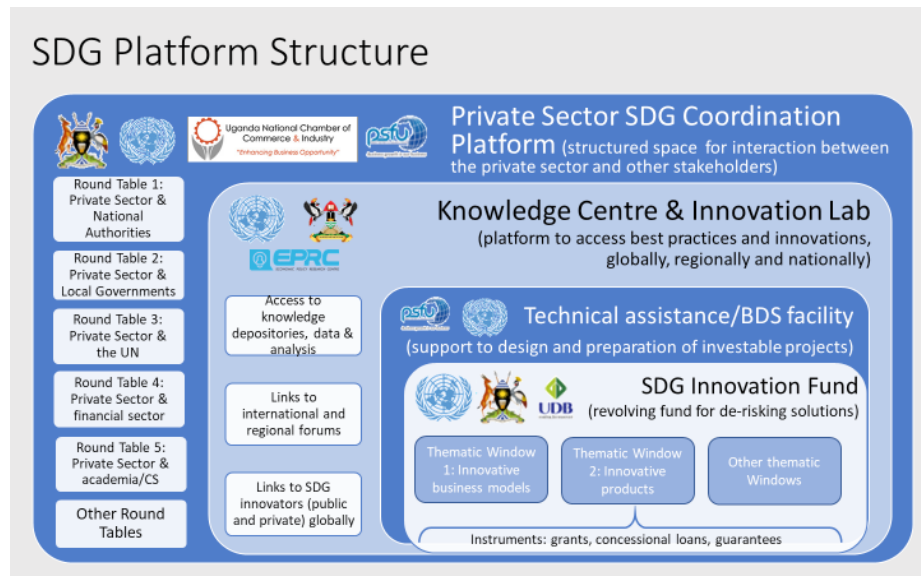 SDG Platform Structure
Uganda National Chamber of
Commerce & Industry
"Enhancing Business Opportunity"
psfu
Private Sector SDG Coordination
Platform (structured space for interaction between
the private sector and other stakeholders)
Round Table 1:
Private Sector &
National
Authorities
Round Table 2:
Private Sector &
Local Governments
Round Table 3:
Private Sector &
the UN
Round Table 4:
Private Sector &
financial sector
Round Table 5:
Private Sector &
academia/CS
Other Round
Tables
EPRC
ECONOMIC POLICY RESEARCH CENTRE
Knowledge Centre & Innovation Lab
(platform to access best practices and innovations,
globally, regionally and nationally)
Access to
knowledge
depositories, data &
analysis
Links to
international and
regional forums
Links to SDG
innovators (public
and private) globally
psfu
Technical assistance/BDS facility
(support to design and preparation of investable projects)
UDB
SDG Innovation Fund
(revolving fund for de-risking solutions)
Thematic Window
1: Innovative
business models
Thematic Window
2: Innovative
products
Other thematic
Windows
Instruments: grants, concessional loans, guarantees